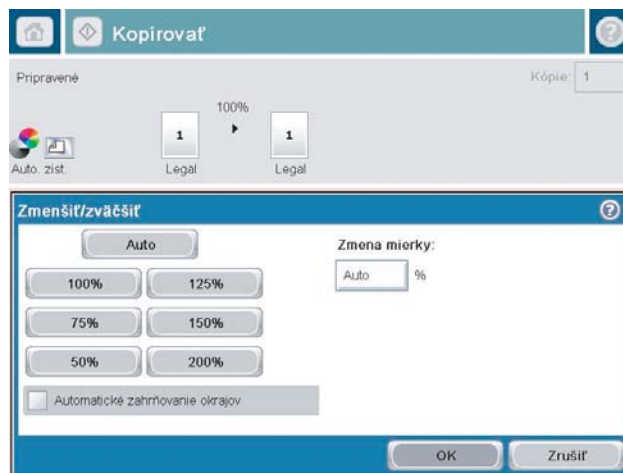 Kopírovať
Pripravené
Kópie: 1
100%
1
1
Auto. zist.
Legal
Legal
Zmenšiť/zväčšiť
Auto
Zmena mierky:
100%
125%
Auto
%
75%
150%
50%
200%
Automatické zahrňovanie okrajov
OK
Zrušiť